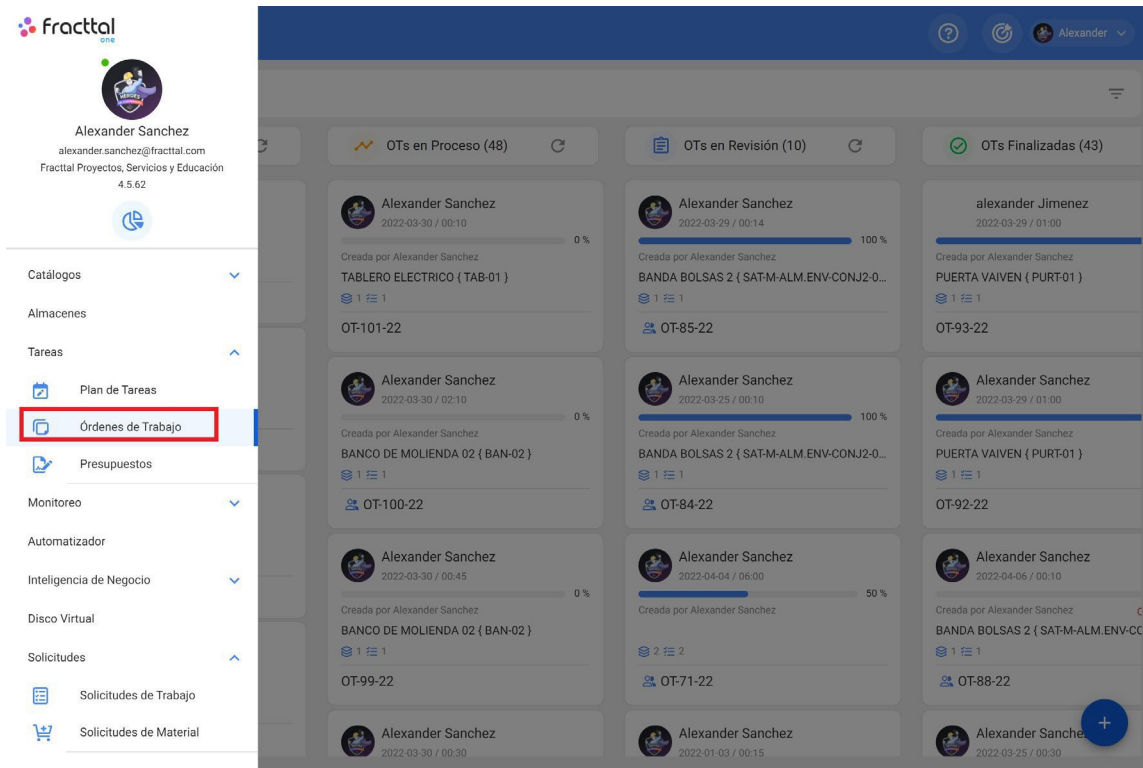 fracttal
one
Alexander Sanchez
alexander.sanchez@fracttal.com
Fracttal Proyectos, Servicios y Educación
4.5.62
Catálogos
Almacenes
Tareas
Plan de Tareas
Órdenes de Trabajo
Presupuestos
Monitoreo
Automatizador
Inteligencia de Negocio
Disco Virtual
Solicitudes
Solicitudes de Trabajo
Solicitudes de Material
? Alexander
OTs en Proceso (48)
Alexander Sanchez
2022-03-30 / 00:10
0 %
Creada por Alexander Sanchez
TABLERO ELECTRICO { TAB-01 }
1 1
OT-101-22
Alexander Sanchez
2022-03-30 / 02:10
0 %
Creada por Alexander Sanchez
BANCO DE MOLIENDA 02 { BAN-02 }
1 1
OT-100-22
Alexander Sanchez
2022-03-30 / 00:45
0 %
Creada por Alexander Sanchez
BANCO DE MOLIENDA 02 { BAN-02 }
1 1
OT-99-22
Alexander Sanchez
2022-03-30 / 00:30
OTs en Revisión (10)
Alexander Sanchez
2022-03-29 / 00:14
100 %
Creada por Alexander Sanchez
BANDA BOLSAS 2 { SAT-M-ALM.ENV-CONJ2-0...
1 1
OT-85-22
Alexander Sanchez
2022-03-25 / 00:10
100 %
Creada por Alexander Sanchez
BANDA BOLSAS 2 { SAT-M-ALM.ENV-CONJ2-0...
1 1
OT-84-22
Alexander Sanchez
2022-04-04 / 06:00
50 %
Creada por Alexander Sanchez
2 2
OT-71-22
Alexander Sanchez
2022-01-03 / 00:15
OTs Finalizadas (43)
alexander Jimenez
2022-03-29 / 01:00
Creada por Alexander Sanchez
PUERTA VAIVEN { PURT-01 }
1 1
OT-93-22
Alexander Sanchez
2022-03-29 / 01:00
Creada por Alexander Sanchez
PUERTA VAIVEN { PURT-01 }
1 1
OT-92-22
Alexander Sanchez
2022-04-06 / 00:10
Creada por Alexander Sanchez
BANDA BOLSAS 2 { SAT-M-ALM.ENV-CO
1 1
OT-88-22
+
Alexander Sanche
2022-03-25 / 00:30